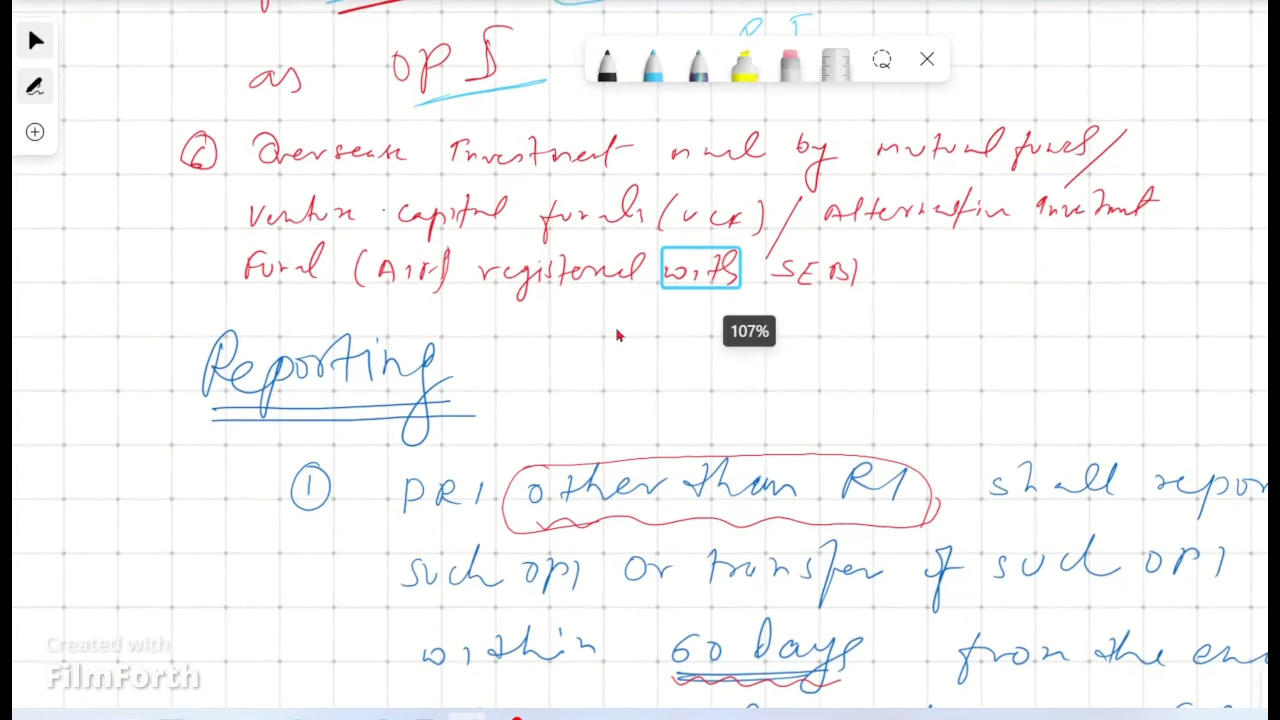 as OPI
⑥ Overseas Investment made by mutual funds/
Venture capital funds (VCF) / Alternative Investment
Fund (AIF) registered with SEBI
107%
Reporting
① PRI other than RI, shall repor
such OPI or transfer of such OPI
within 60 Days from the en
Created with
FilmForth